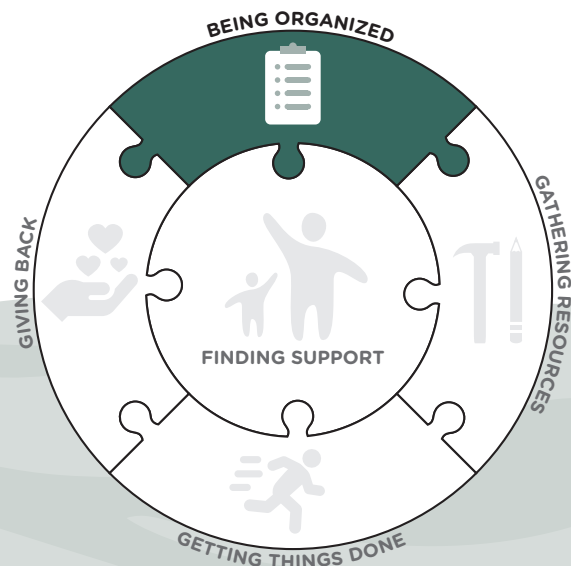 BEING ORGANIZED
GATHERING RESOURCES
GIVING BACK
FINDING SUPPORT
GETTING THINGS DONE